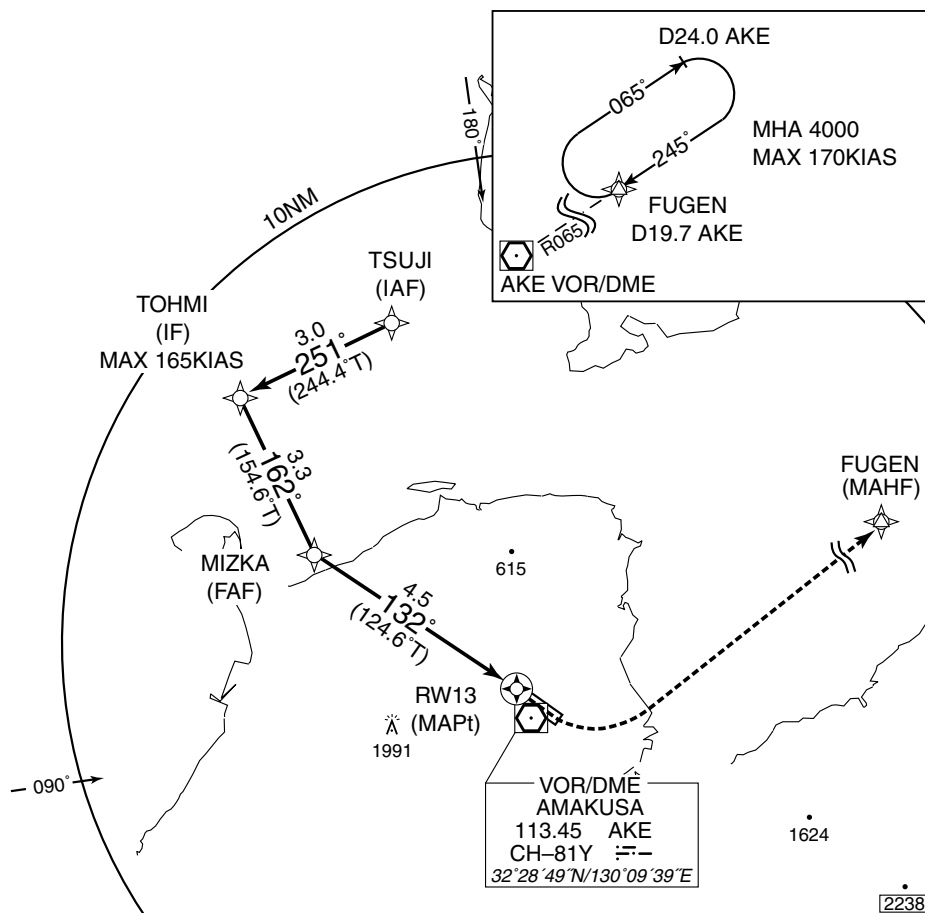 D24.0 AKE
065°
245°
MHA 4000
MAX 170KIAS
FUGEN
D19.7 AKE
R065
AKE VOR/DME
180°
10NM
TSUJI
(IAF)
TOHMI
(IF)
MAX 165KIAS
3.0
251°
(244.4°T)
3.3
162°
(154.6°T)
FUGEN
(MAHF)
MIZKA
(FAF)
615
4.5
132°
(124.6°T)
RW13
(MAPt)
1991
090°
VOR/DME
AMAKUSA
113.45 AKE
CH–81Y
32°28´49˝N/130°09´39˝E
1624
2238